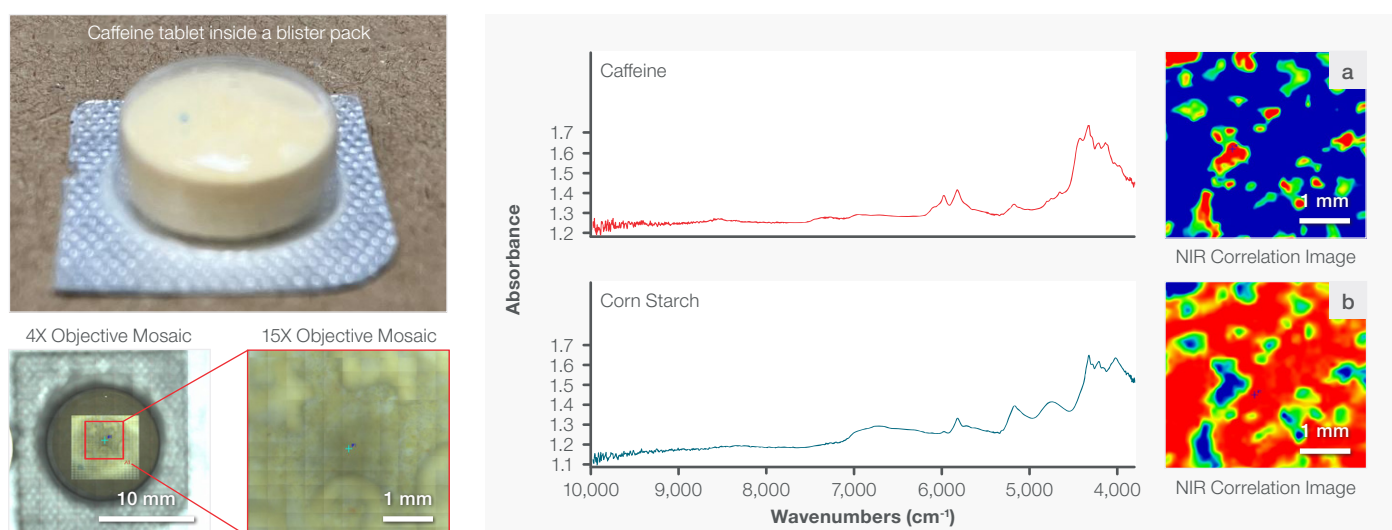 Caffeine tablet inside a blister pack
4X Objective Mosaic
15X Objective Mosaic
10 mm
1 mm
Absorbance
Caffeine
1.7
1.6
1.5
1.4
1.3
1.2
a
1 mm
NIR Correlation Image
Corn Starch
1.7
1.6
1.5
1.4
1.3
1.2
1.1
10,000 9,000 8,000 7,000 6,000 5,000 4,000
Wavenumbers (cm⁻¹)
b
1 mm
NIR Correlation Image